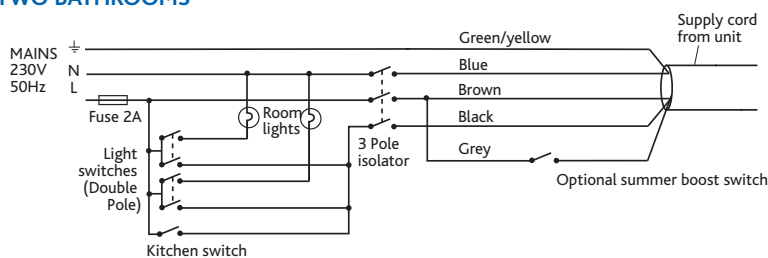 TWO BATHROOMS
Supply cord
from unit
MAINS
230V
50Hz
N
L
Green/yellow
Blue
Brown
Black
Grey
Fuse 2A
Room
lights
3 Pole
isolator
Light
switches
(Double
Pole)
Optional summer boost switch
Kitchen switch